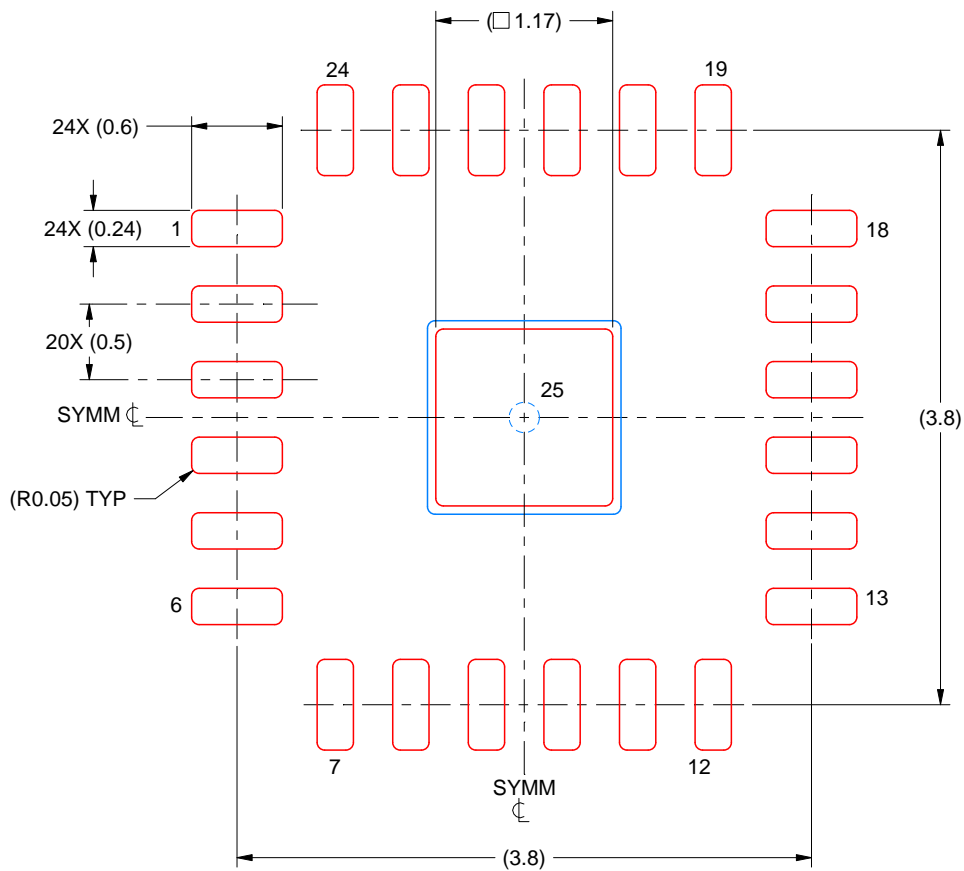 (□ 1.17)
24
19
24X (0.6)
24X (0.24)
1
18
20X (0.5)
25
SYMM ℄
(3.8)
(R0.05) TYP
6
13
7
12
SYMM
℄
(3.8)